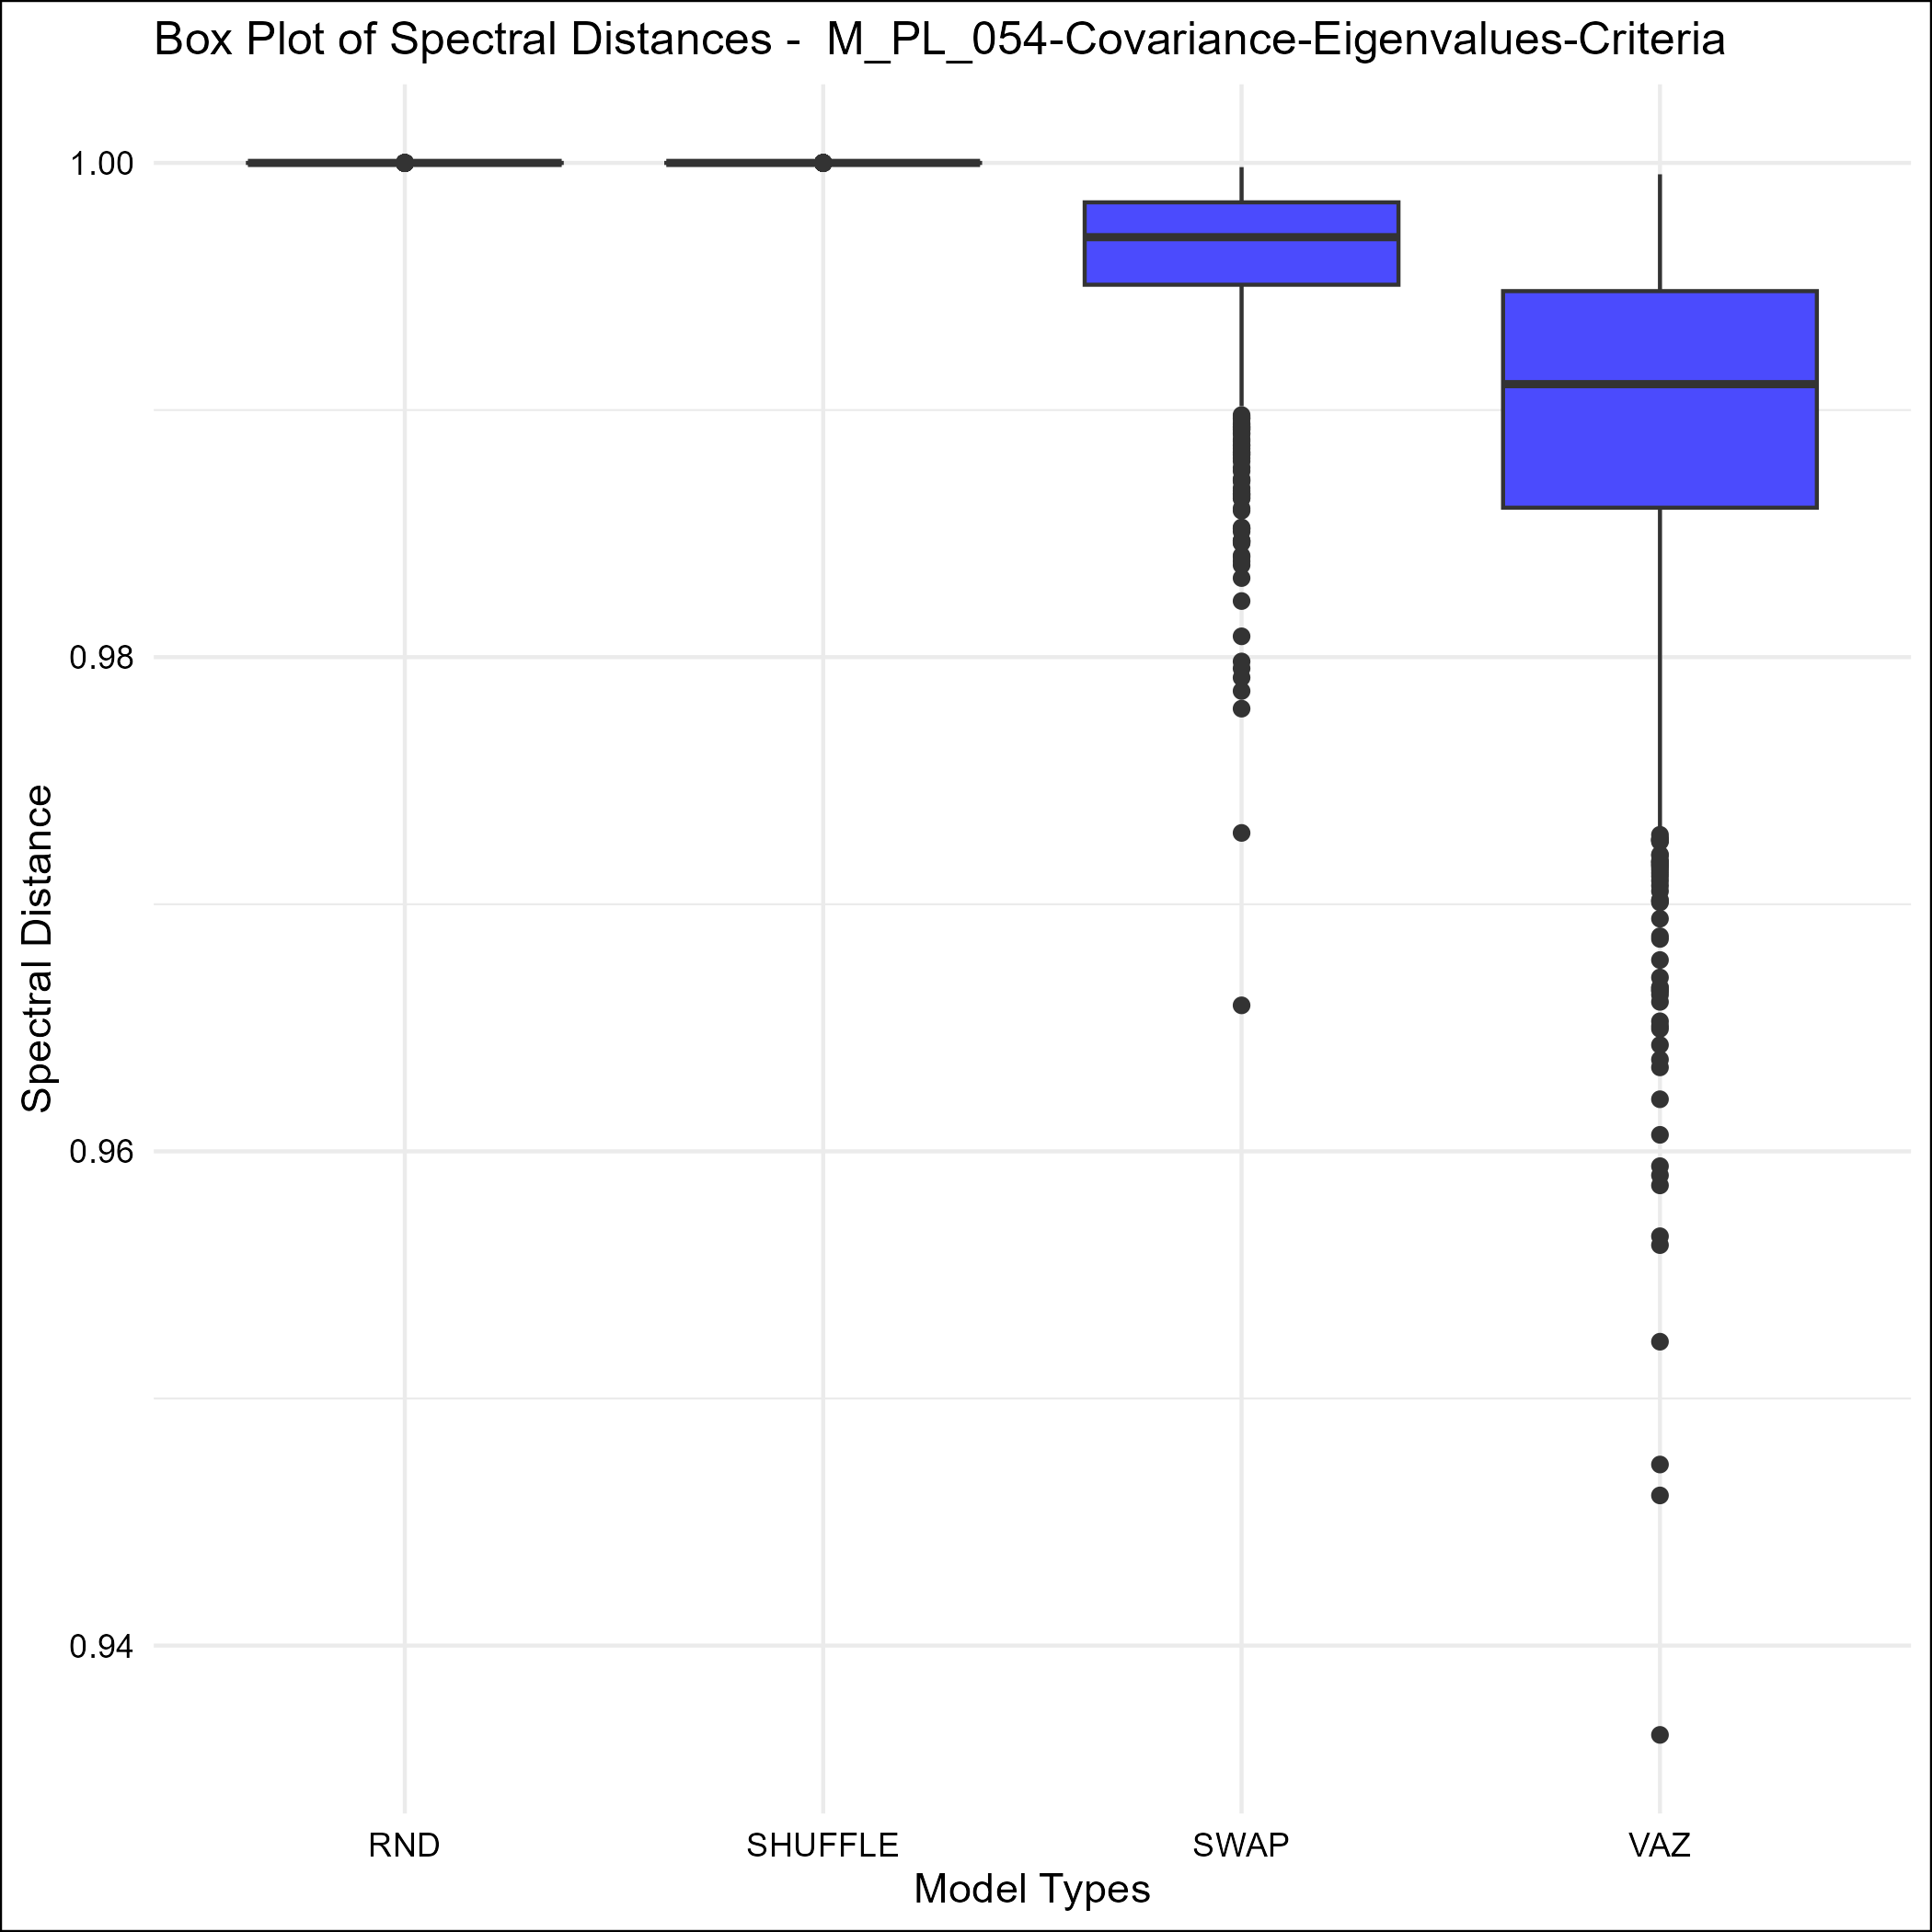 Box Plot of Spectral Distances -  M_PL_054-Covariance-Eigenvalues-Criteria
1.00
0.98
0.96
0.94
Spectral Distance
RND
SHUFFLE
SWAP
VAZ
Model Types